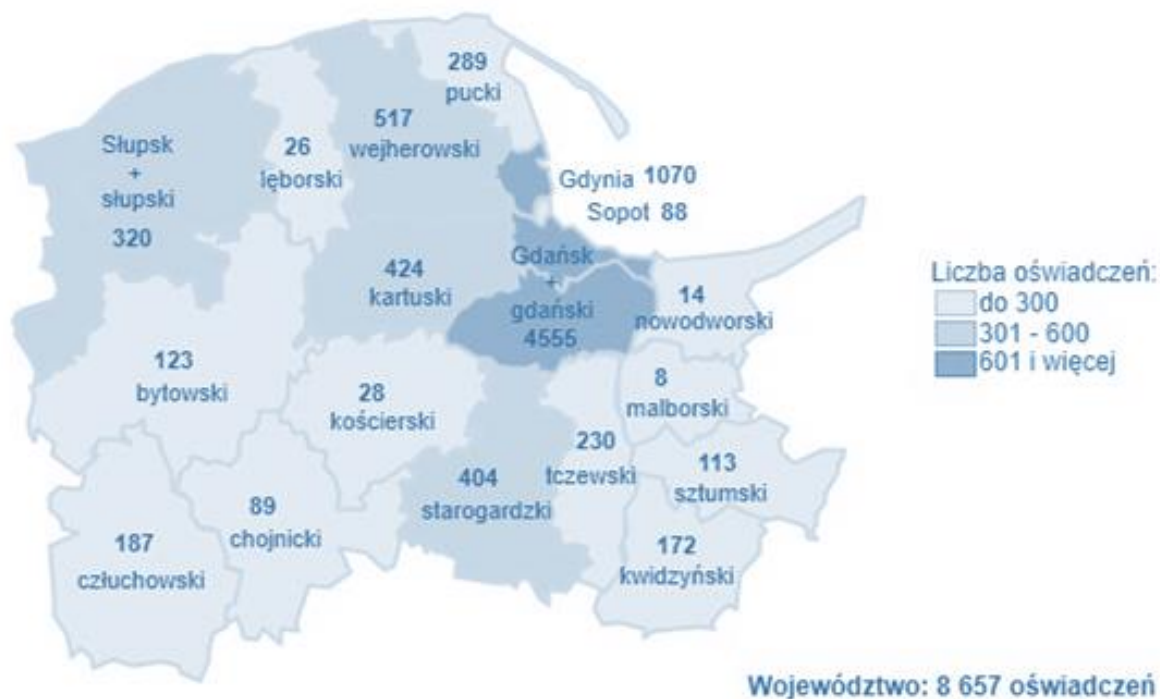 289
pucki
517
wejherowski
Słupsk
+
słupski
320
26
lęborski
Gdynia 1070
Sopot 88
Gdańsk
+
gdański
4555
424
kartuski
14
nowodworski
123
bytowski
28
kościerski
8
malborski
230
tczewski
113
sztumski
404
starogardzki
89
chojnicki
187
człuchowski
172
kwidzyński
Liczba oświadczeń:
do 300
301 - 600
601 i więcej
Województwo: 8 657 oświadczeń